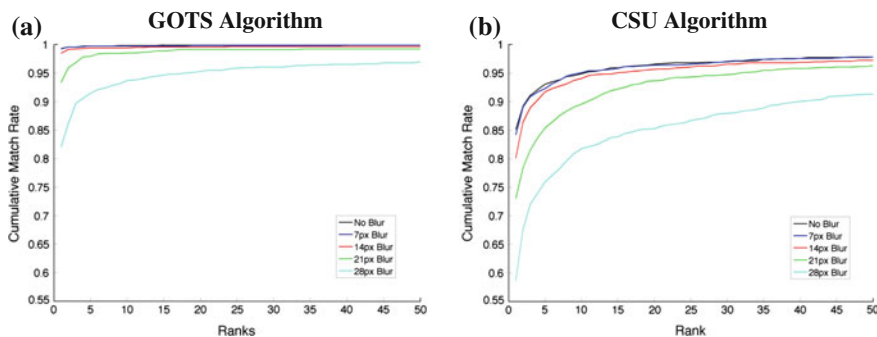 (a) GOTS Algorithm
Cumulative Match Rate
1
0.95
0.9
0.85
0.8
0.75
0.7
0.65
0.6
0.55
No Blur
7px Blur
14px Blur
21px Blur
28px Blur
0 5 10 15 20 25 30 35 40 45 50
Ranks
(b) CSU Algorithm
Cumulative Match Rate
1
0.95
0.9
0.85
0.8
0.75
0.7
0.65
0.6
0.55
No Blur
7px Blur
14px Blur
21px Blur
28px Blur
0 5 10 15 20 25 30 35 40 45 50
Rank